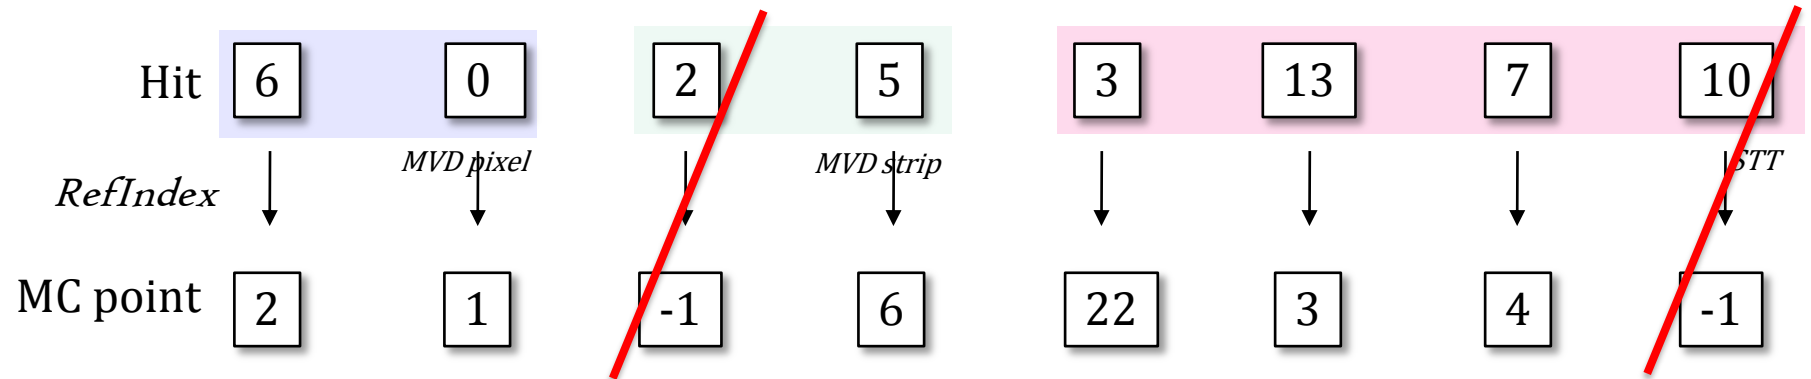 Hit 6 0 2 5 3 13 7 10
MVD pixel MVD strip STT
RefIndex
MC point 2 1 -1 6 22 3 4 -1